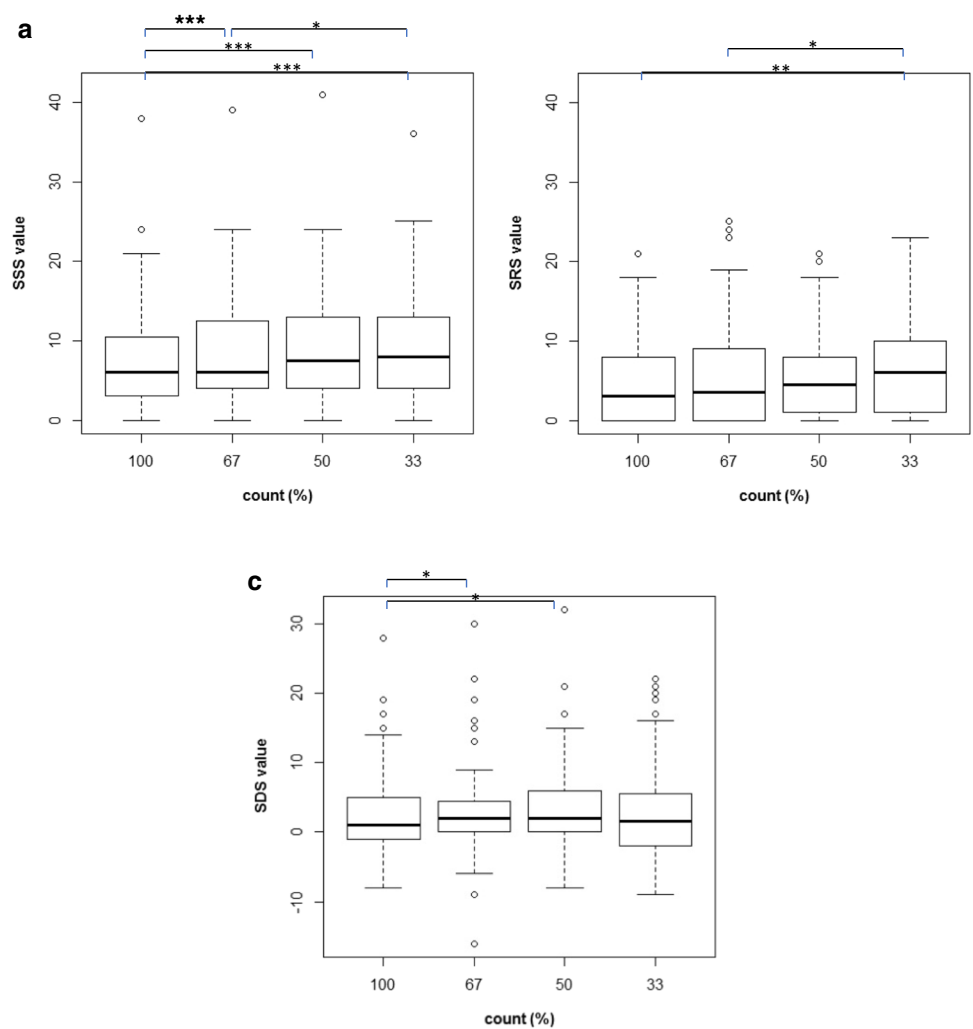 a
*** *
*** *
*** **
40 40
30 30
20 20
10 10
0 0
SSS value SRS value
100 67 50 33 100 67 50 33
count (%) count (%)
c
*
*
30
20
10
0
-10
SDS value
100 67 50 33
count (%)